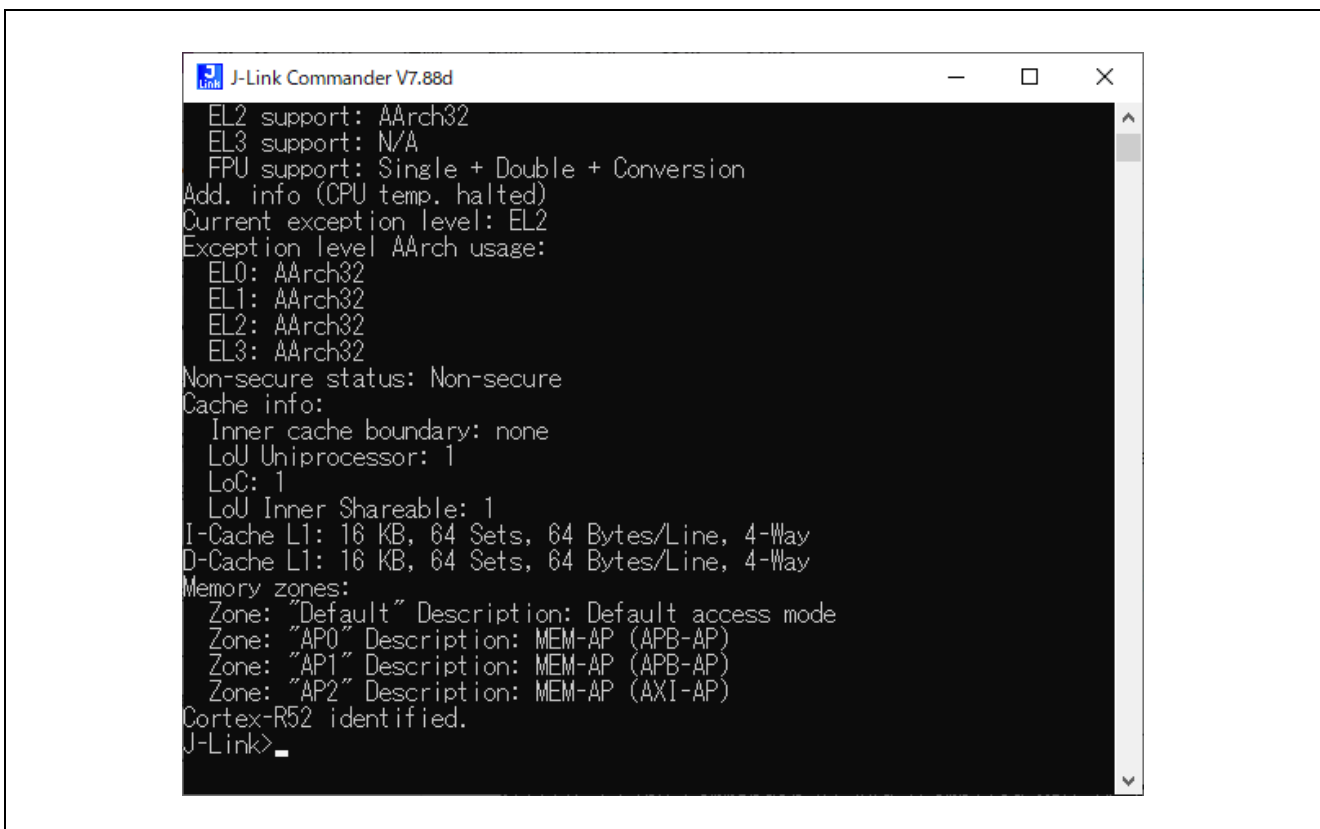 J-Link Commander V7.88d
EL2 support: AArch32
EL3 support: N/A
FPU support: Single + Double + Conversion
Add. info (CPU temp. halted)
Current exception level: EL2
Exception level AArch usage:
EL0: AArch32
EL1: AArch32
EL2: AArch32
EL3: AArch32
Non-secure status: Non-secure
Cache info:
Inner cache boundary: none
LoU Uniprocessor: 1
LoC: 1
LoU Inner Shareable: 1
I-Cache L1: 16 KB, 64 Sets, 64 Bytes/Line, 4-Way
D-Cache L1: 16 KB, 64 Sets, 64 Bytes/Line, 4-Way
Memory zones:
Zone: "Default" Description: Default access mode
Zone: "AP0" Description: MEM-AP (APB-AP)
Zone: "AP1" Description: MEM-AP (APB-AP)
Zone: "AP2" Description: MEM-AP (AXI-AP)
Cortex-R52 identified.
J-Link>_